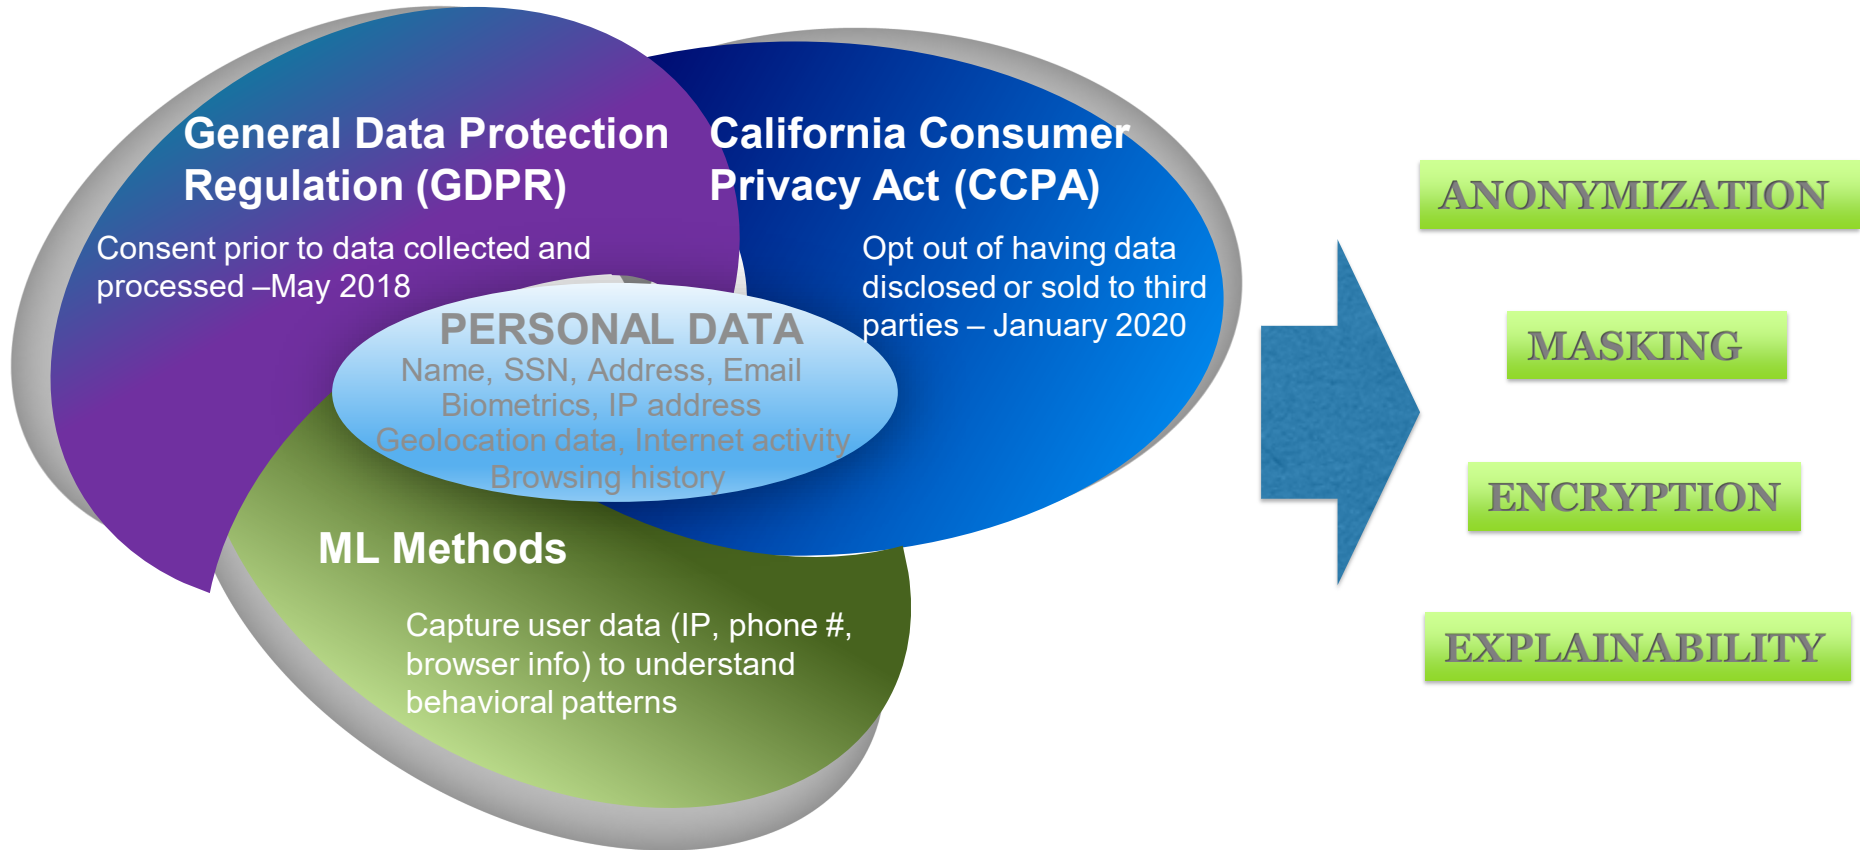 General Data Protection
Regulation (GDPR)
Consent prior to data collected and
processed –May 2018
California Consumer
Privacy Act (CCPA)
Opt out of having data
disclosed or sold to third
parties – January 2020
PERSONAL DATA
Name, SSN, Address, Email
Biometrics, IP address
Geolocation data, Internet activity
Browsing history
ML Methods
Capture user data (IP, phone #,
browser info) to understand
behavioral patterns
ANONYMIZATION
MASKING
ENCRYPTION
EXPLAINABILITY